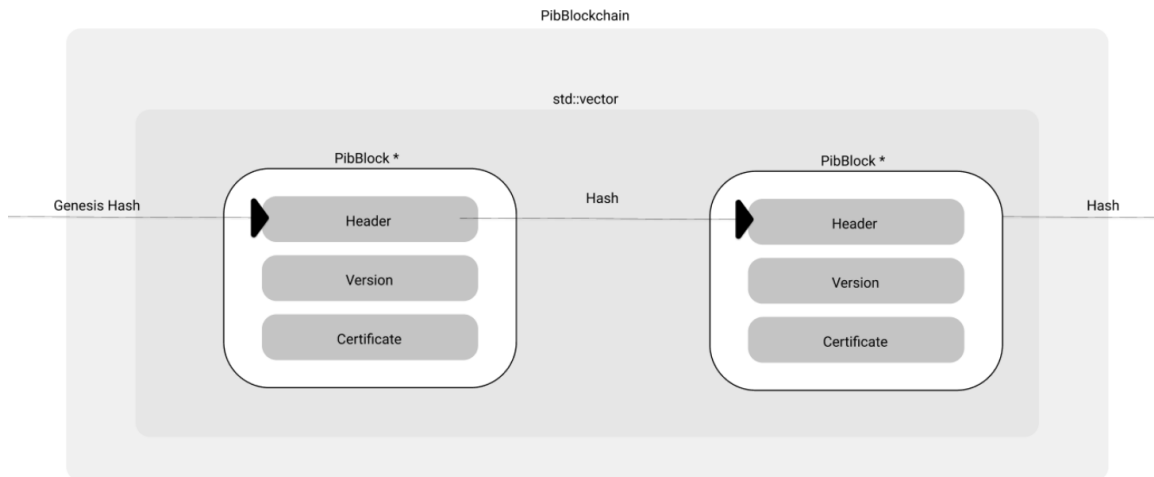 PibBlockchain
std::vector
PibBlock *
PibBlock *
Genesis Hash
Hash
Hash
Header
Header
Version
Version
Certificate
Certificate